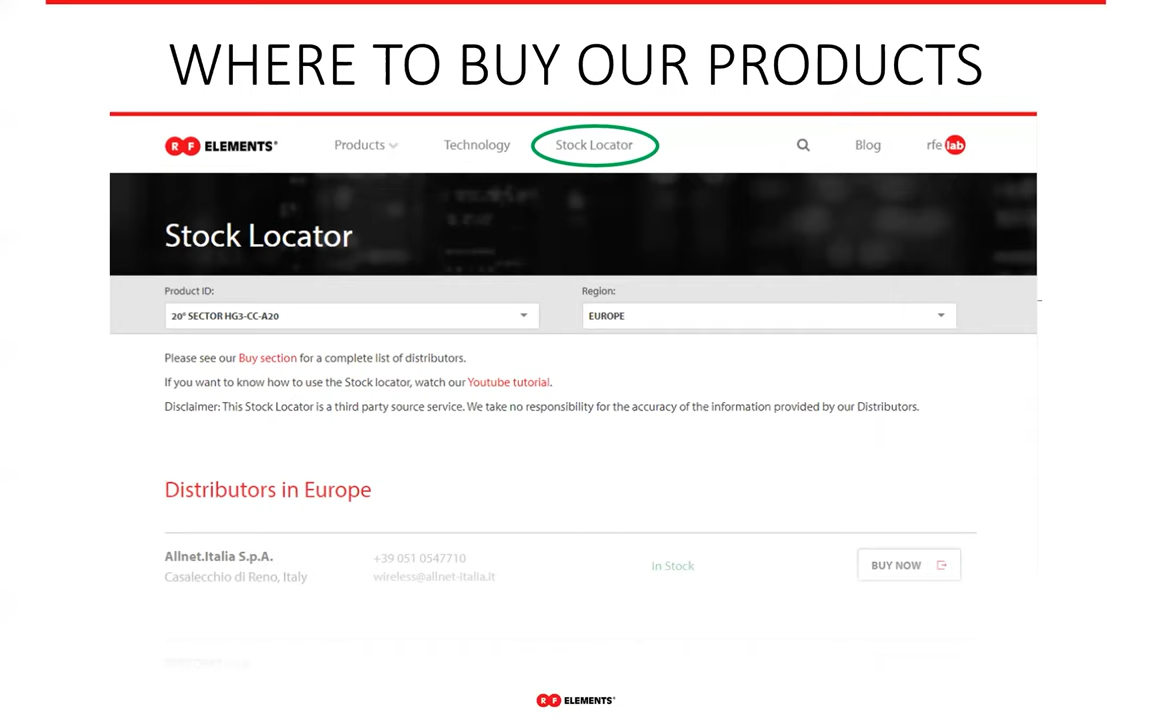 WHERE TO BUY OUR PRODUCTS
RF ELEMENTS® Products Technology Stock Locator Blog rfe lab
Stock Locator
Product ID: Region:
20° SECTOR HG3-CC-A20 EUROPE
Please see our Buy section for a complete list of distributors.
If you want to know how to use the Stock locator, watch our Youtube tutorial.
Disclaimer: This Stock Locator is a third party source service. We take no responsibility for the accuracy of the information provided by our Distributors.
Distributors in Europe
Allnet.Italia S.p.A. +39 051 0547710 In Stock BUY NOW
Casalecchio di Reno, Italy wireless@allnet-italia.it
RF ELEMENTS®